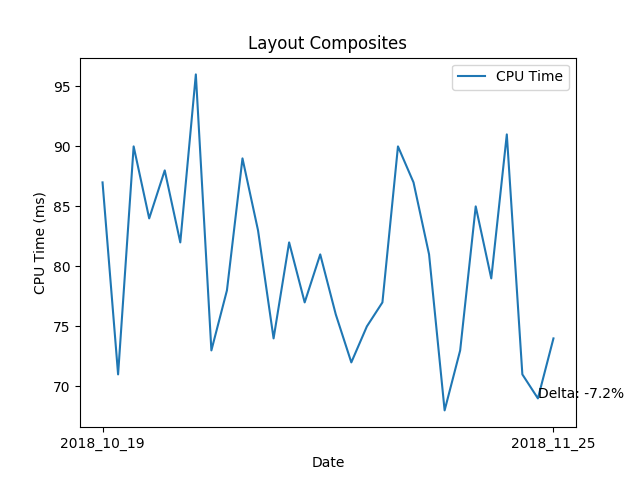 Layout Composites
CPU Time
95
90
85
80
75
70
CPU Time (ms)
Delta: -7.2%
2018_10_19
2018_11_25
Date